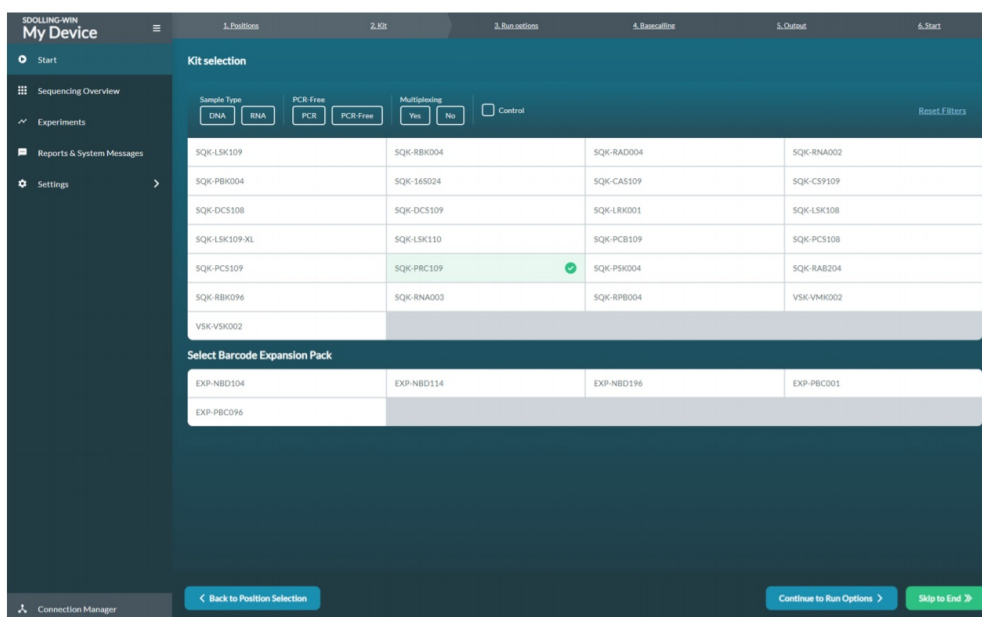 SDOLLING-WIN
My Device
1. Positions
2. Kit
3. Run options
4. Basecalling
5. Output
6. Start
Start
Sequencing Overview
Experiments
Reports & System Messages
Settings
Connection Manager
Kit selection
Sample Type
DNA RNA
PCR-Free
PCR PCR-Free
Multiplexing
Yes No
Control
Reset Filters
SQK-LSK109 SQK-RBK004 SQK-RAD004 SQK-RNA002
SQK-PBK004 SQK-16S024 SQK-CAS109 SQK-CS9109
SQK-DCS108 SQK-DCS109 SQK-LRK001 SQK-LSK108
SQK-LSK109-XL SQK-LSK110 SQK-PCB109 SQK-PCS108
SQK-PCS109 SQK-PRC109 SQK-PSK004 SQK-RAB204
SQK-RBK096 SQK-RNA003 SQK-RPB004 VSK-VMK002
VSK-VSK002
Select Barcode Expansion Pack
EXP-NBD104 EXP-NBD114 EXP-NBD196 EXP-PBC001
EXP-PBC096
Back to Position Selection
Continue to Run Options
Skip to End